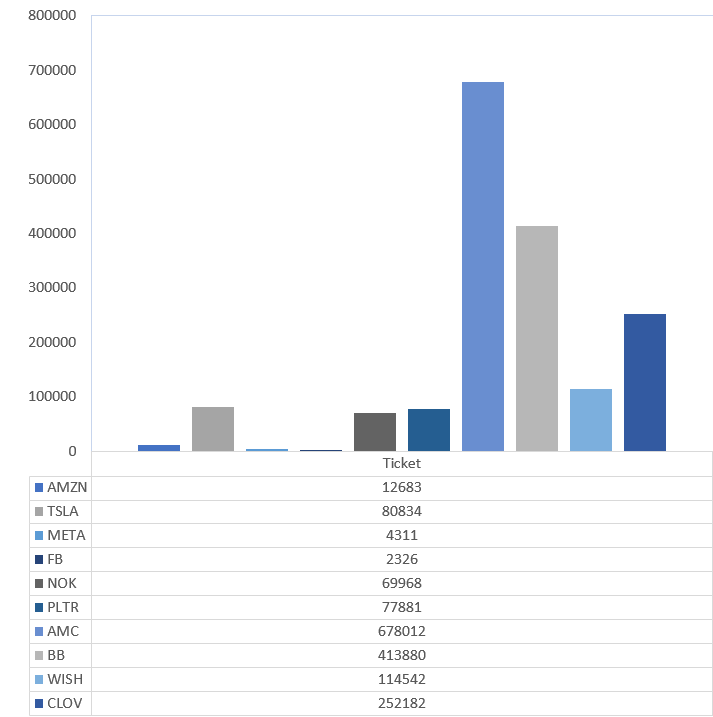 800000
700000
600000
500000
400000
300000
200000
100000
0
Ticket
AMZN 12683
TSLA 80834
META 4311
FB 2326
NOK 69968
PLTR 77881
AMC 678012
BB 413880
WISH 114542
CLOV 252182